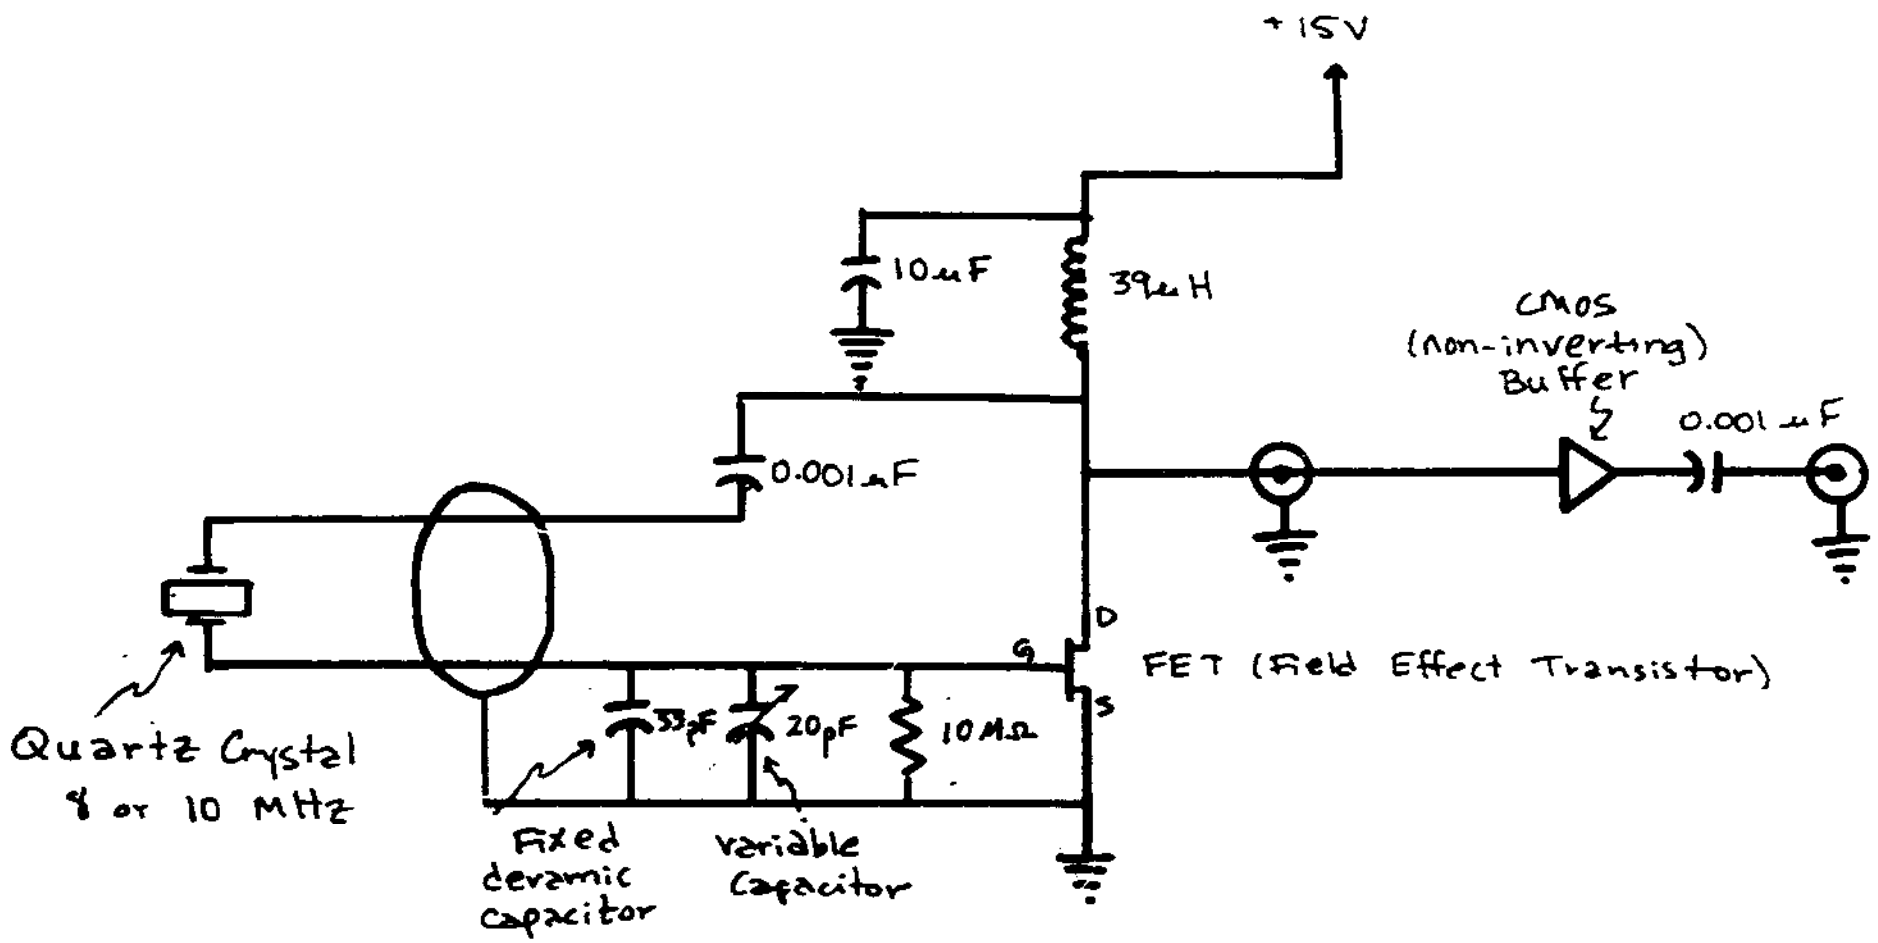 +15V
10uF
39uH
CMOS
(non-inverting)
Buffer
0.001uF
0.001uF
D
G
FET (Field Effect Transistor)
S
33pF
20pF
10MΩ
Quartz Crystal
8 or 10 MHz
Fixed
deramic
capacitor
variable
Capacitor